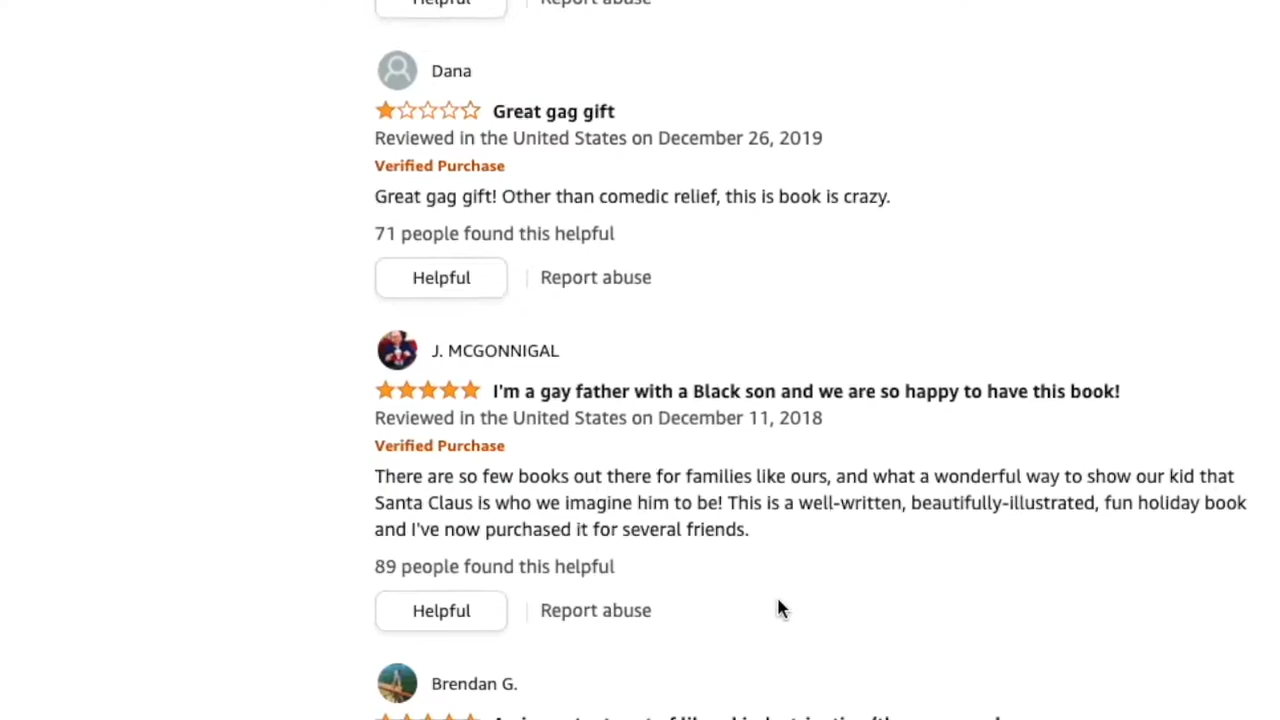 Helpful | Report abuse
Dana
Great gag gift
Reviewed in the United States on December 26, 2019
Verified Purchase
Great gag gift! Other than comedic relief, this is book is crazy.
71 people found this helpful
Helpful | Report abuse
J. MCGONNIGAL
I'm a gay father with a Black son and we are so happy to have this book!
Reviewed in the United States on December 11, 2018
Verified Purchase
There are so few books out there for families like ours, and what a wonderful way to show our kid that
Santa Claus is who we imagine him to be! This is a well-written, beautifully-illustrated, fun holiday book
and I've now purchased it for several friends.
89 people found this helpful
Helpful | Report abuse
Brendan G.